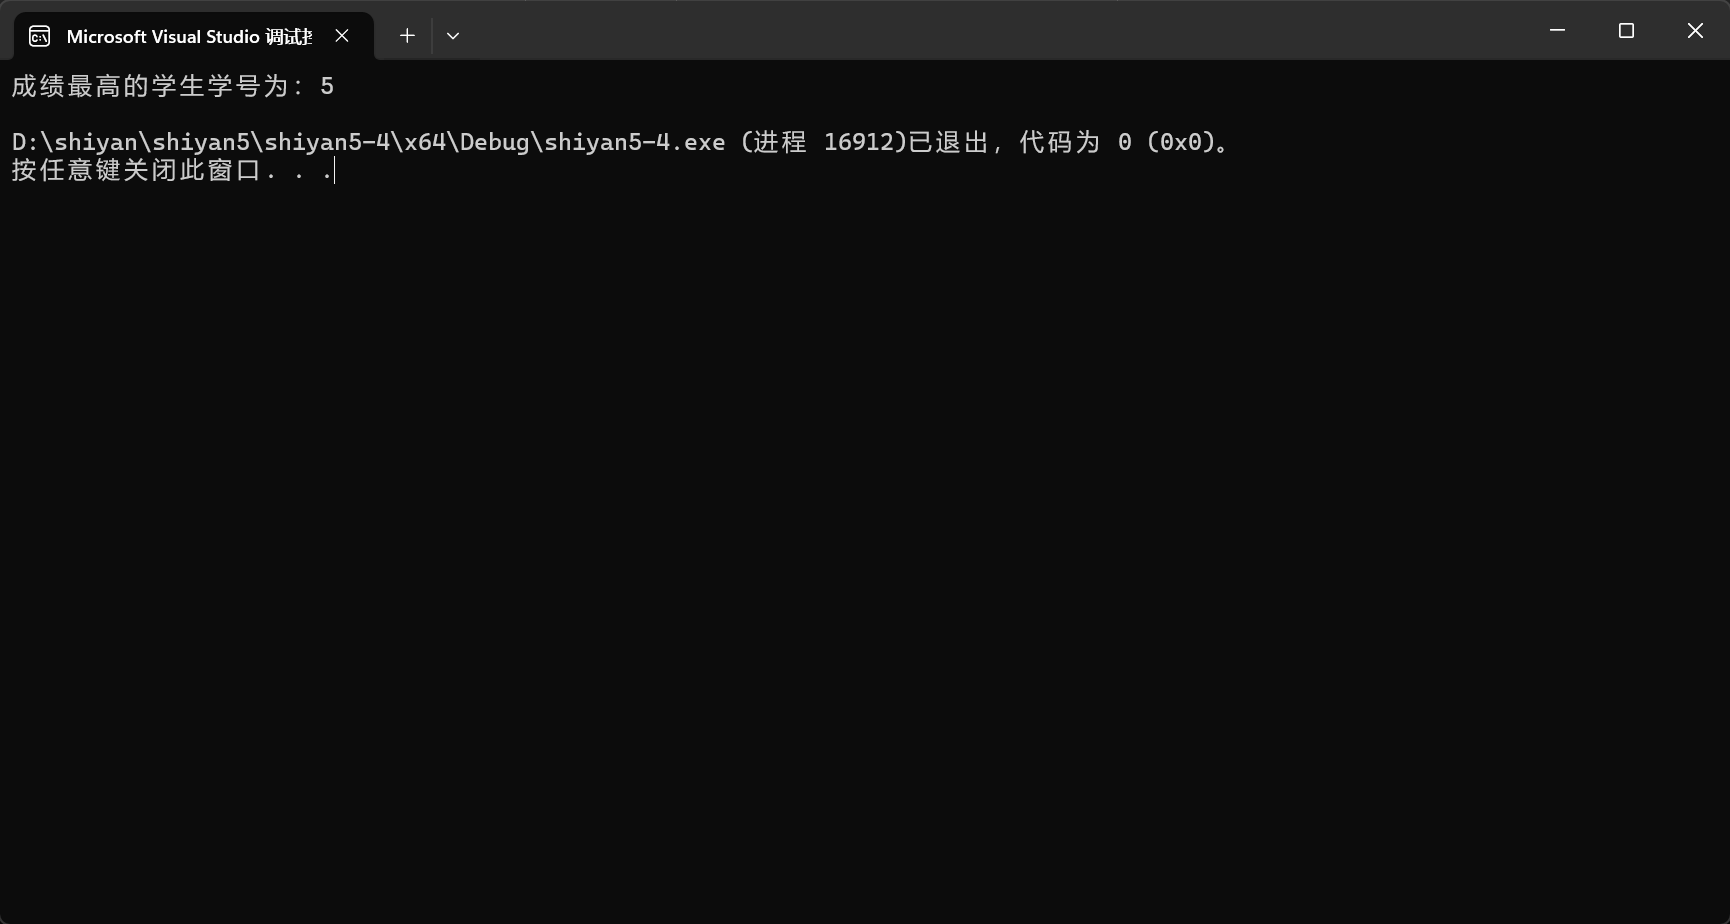 Microsoft Visual Studio 调试
成绩最高的学生学号为: 5
D:\shiyan\shiyan5\shiyan5-4\x64\Debug\shiyan5-4.exe (进程 16912)已退出，代码为 0 (0x0)。
按任意键关闭此窗口. . .